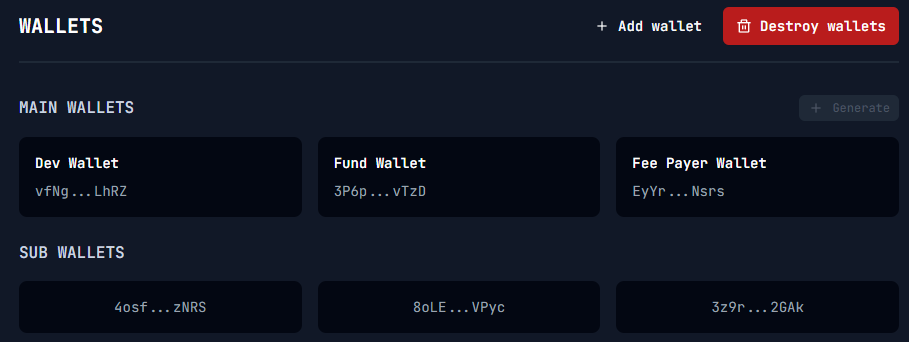 WALLETS
+ Add wallet
Destroy wallets
MAIN WALLETS
+ Generate
Dev Wallet
vfNg...LhRZ
Fund Wallet
3P6p...vTzD
Fee Payer Wallet
EyYr...Nsrs
SUB WALLETS
4osf...zNRS
8oLE...VPyc
3z9r...2GAk